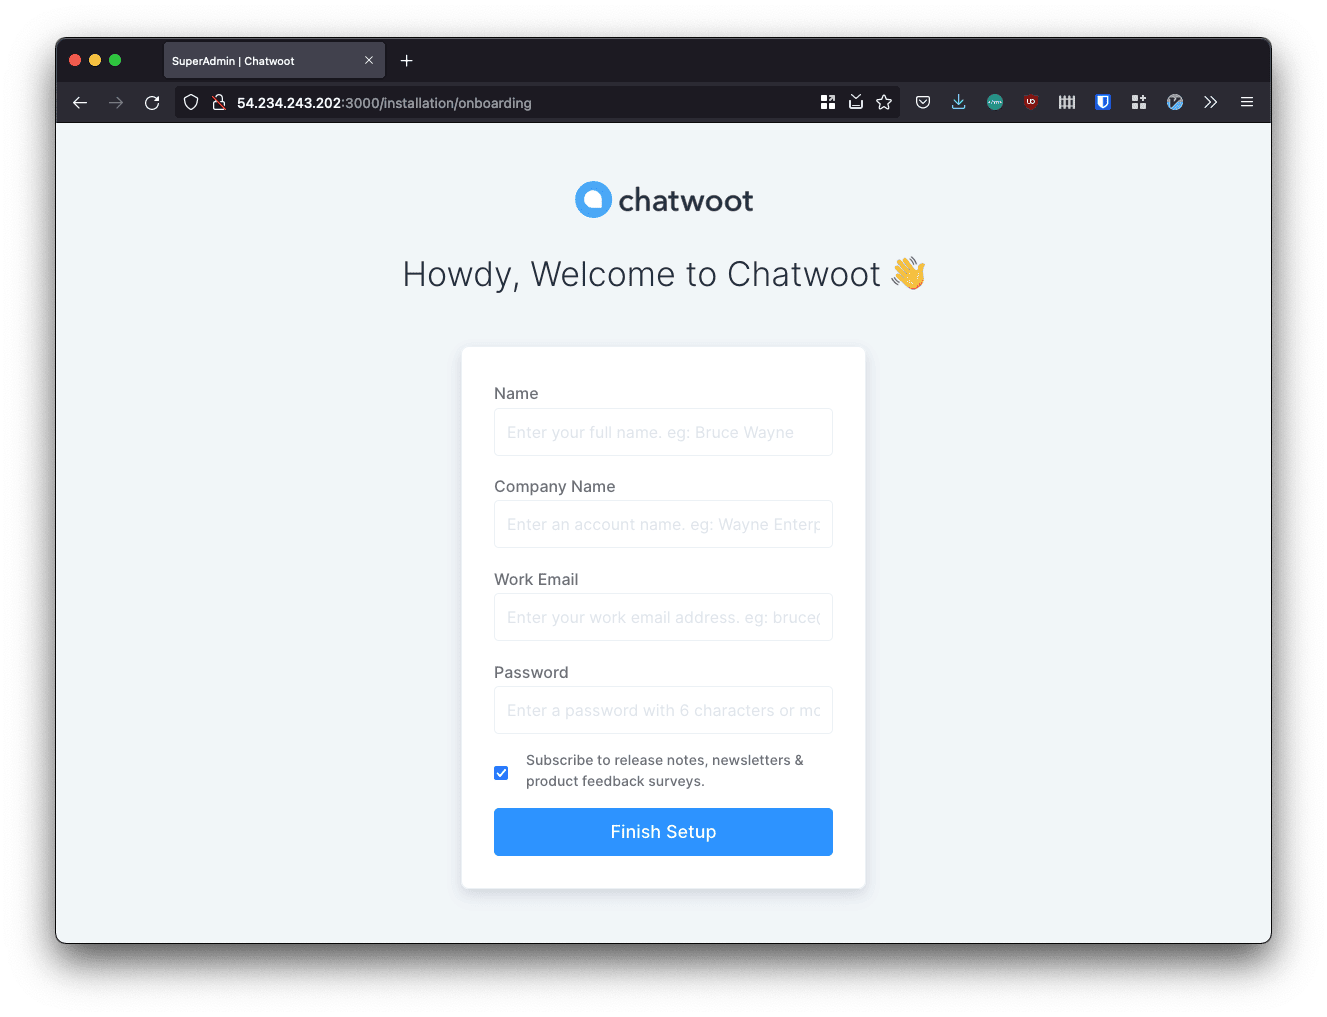 SuperAdmin | Chatwoot
54.234.243.202:3000/installation/onboarding
chatwoot
Howdy, Welcome to Chatwoot 👋
Name
Enter your full name. eg: Bruce Wayne
Company Name
Enter an account name. eg: Wayne Enterp
Work Email
Enter your work email address. eg: bruce(
Password
Enter a password with 6 characters or mo
Subscribe to release notes, newsletters &
product feedback surveys.
Finish Setup